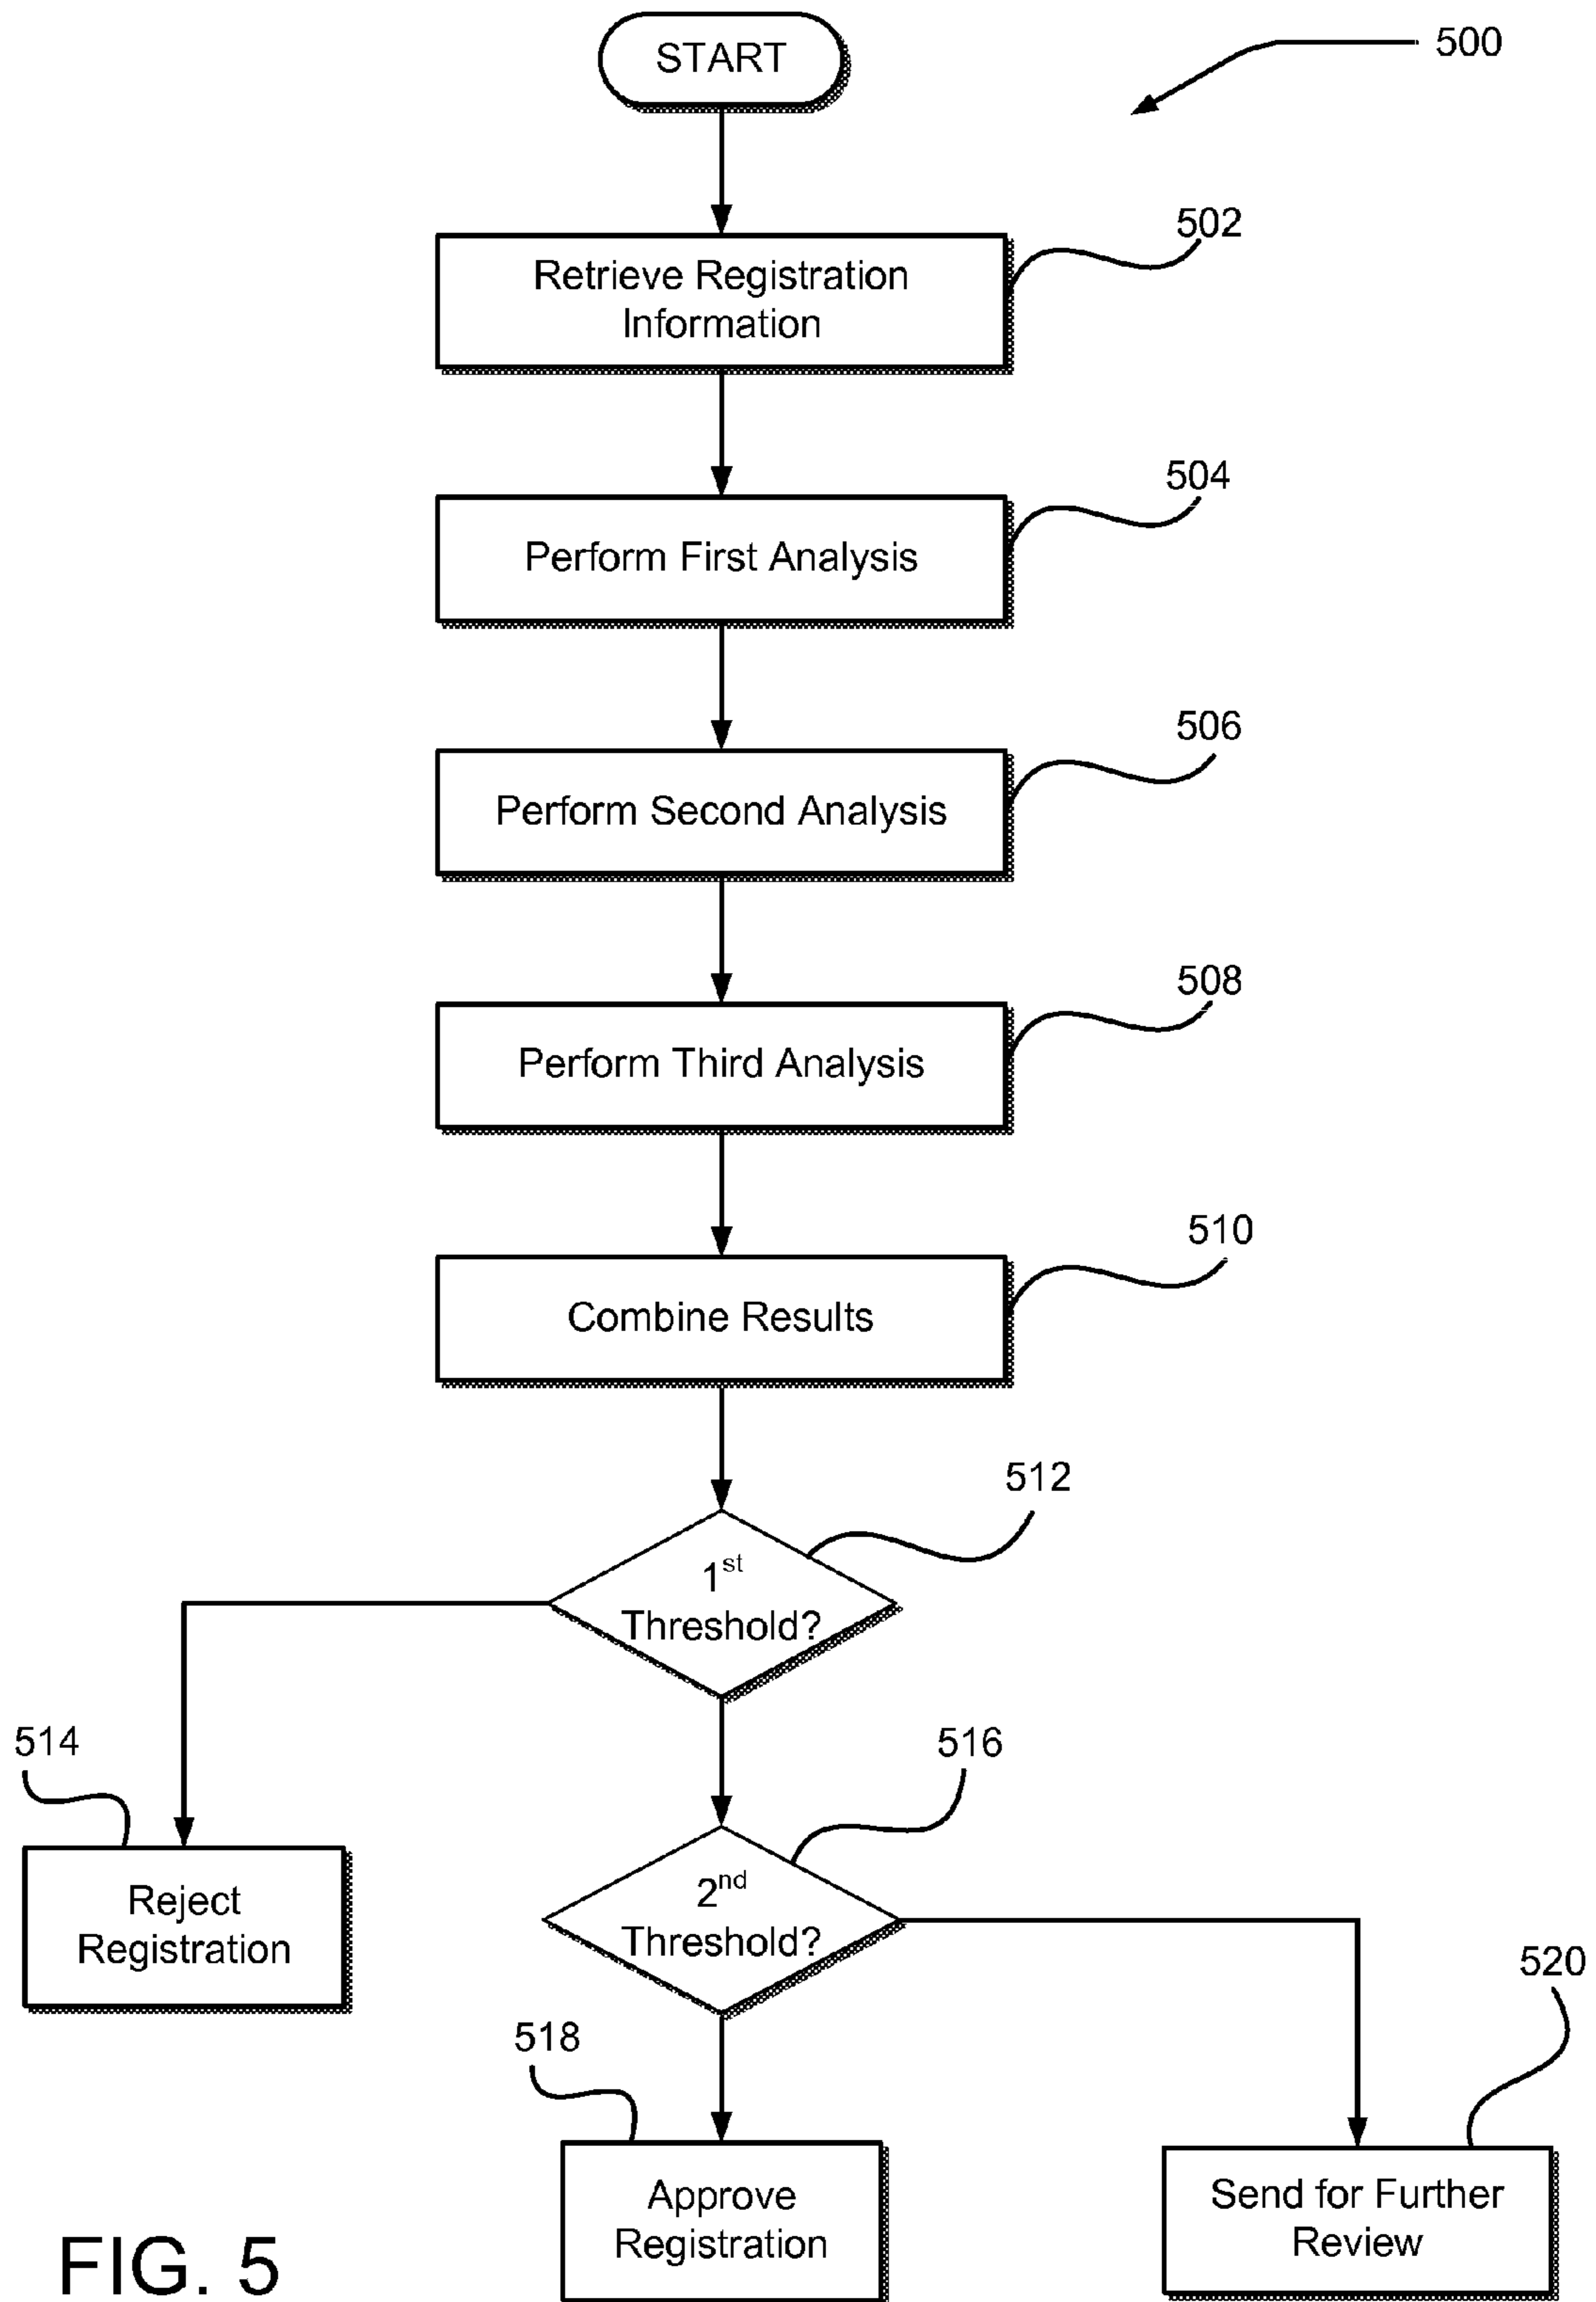 START
500
502
Retrieve Registration
Information
504
Perform First Analysis
506
Perform Second Analysis
508
Perform Third Analysis
510
Combine Results
512
1st
Threshold?
514
516
Reject
Registration
2nd
Threshold?
520
518
Approve
Registration
Send for Further
Review
FIG. 5